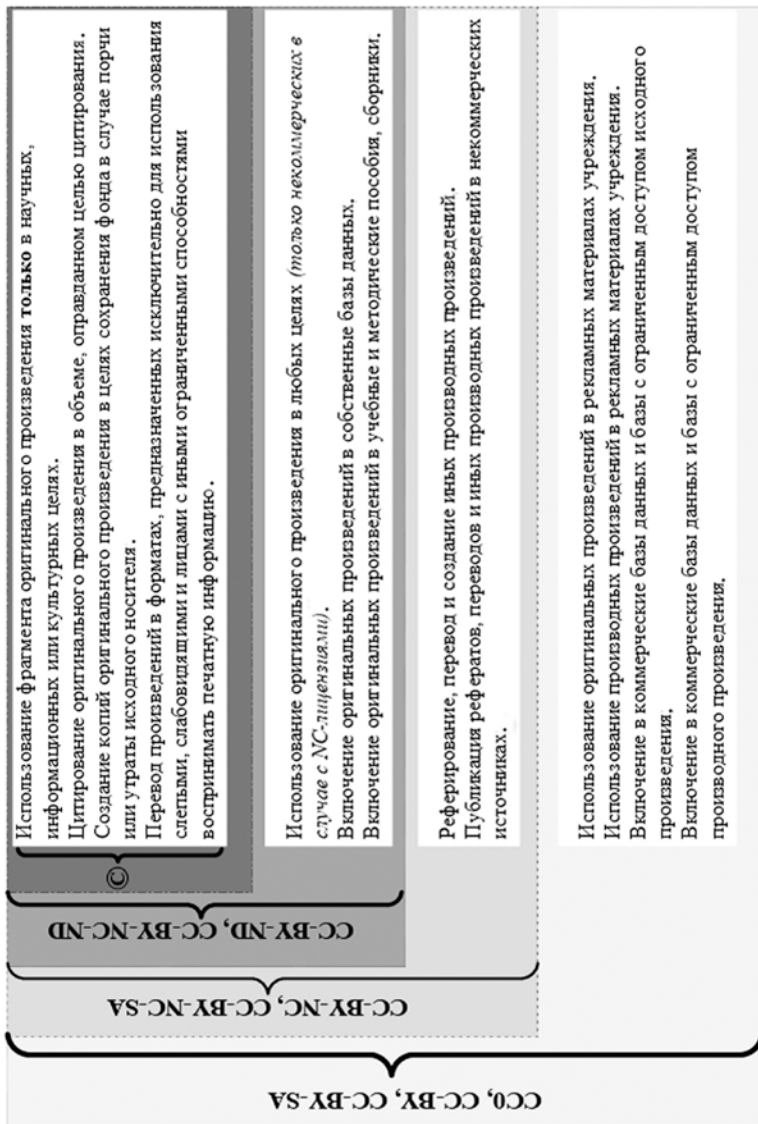 Использование фрагмента оригинального произведения только в научных,
информационных или культурных целях.
Цитирование оригинального произведения в объеме, оправданном целью цитирования.
Создание копий оригинального произведения в целях сохранения фонда в случае порчи
или утраты исходного носителя.
Перевод произведений в форматах, предназначенных исключительно для использования
слепыми, слабовидящими и лицами с иными ограниченными способностями
воспринимать печатную информацию.
©
Использование оригинального произведения в любых целях (только некоммерческих в
случае с NC-лицензиями).
Включение оригинальных произведений в собственные базы данных.
Включение оригинальных произведений в учебные и методические пособия, сборники.
CC-BY-ND, CC-BY-NC-ND
Реферирование, перевод и создание иных производных произведений.
Публикация рефератов, переводов и иных производных произведений в некоммерческих
источниках.
CC-BY-NC, CC-BY-NC-SA
Использование оригинальных произведений в рекламных материалах учреждения.
Использование производных произведений в рекламных материалах учреждения.
Включение в коммерческие базы данных и базы с ограниченным доступом исходного
произведения.
Включение в коммерческие базы данных и базы с ограниченным доступом
производного произведения.
CC0, CC-BY, CC-BY-SA